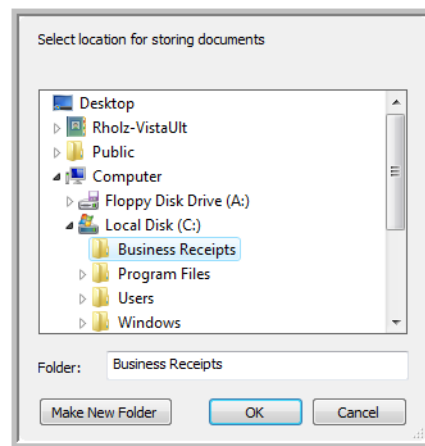 Select location for storing documents
Desktop
Rholz-VistaUlt
Public
Computer
Floppy Disk Drive (A:)
Local Disk (C:)
Business Receipts
Program Files
Users
Windows
Folder: Business Receipts
Make New Folder OK Cancel